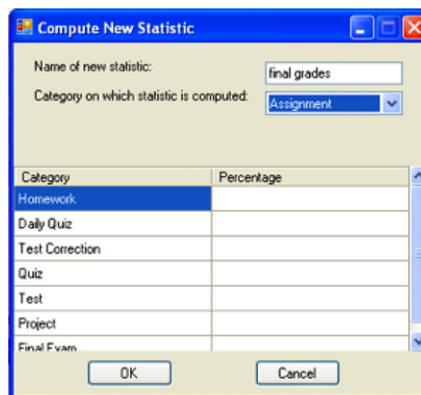 Compute New Statistic
Name of new statistic: final grades
Category on which statistic is computed: Assignment
Category Percentage
Homework
Daily Quiz
Test Correction
Quiz
Test
Project
Final Exam
OK Cancel